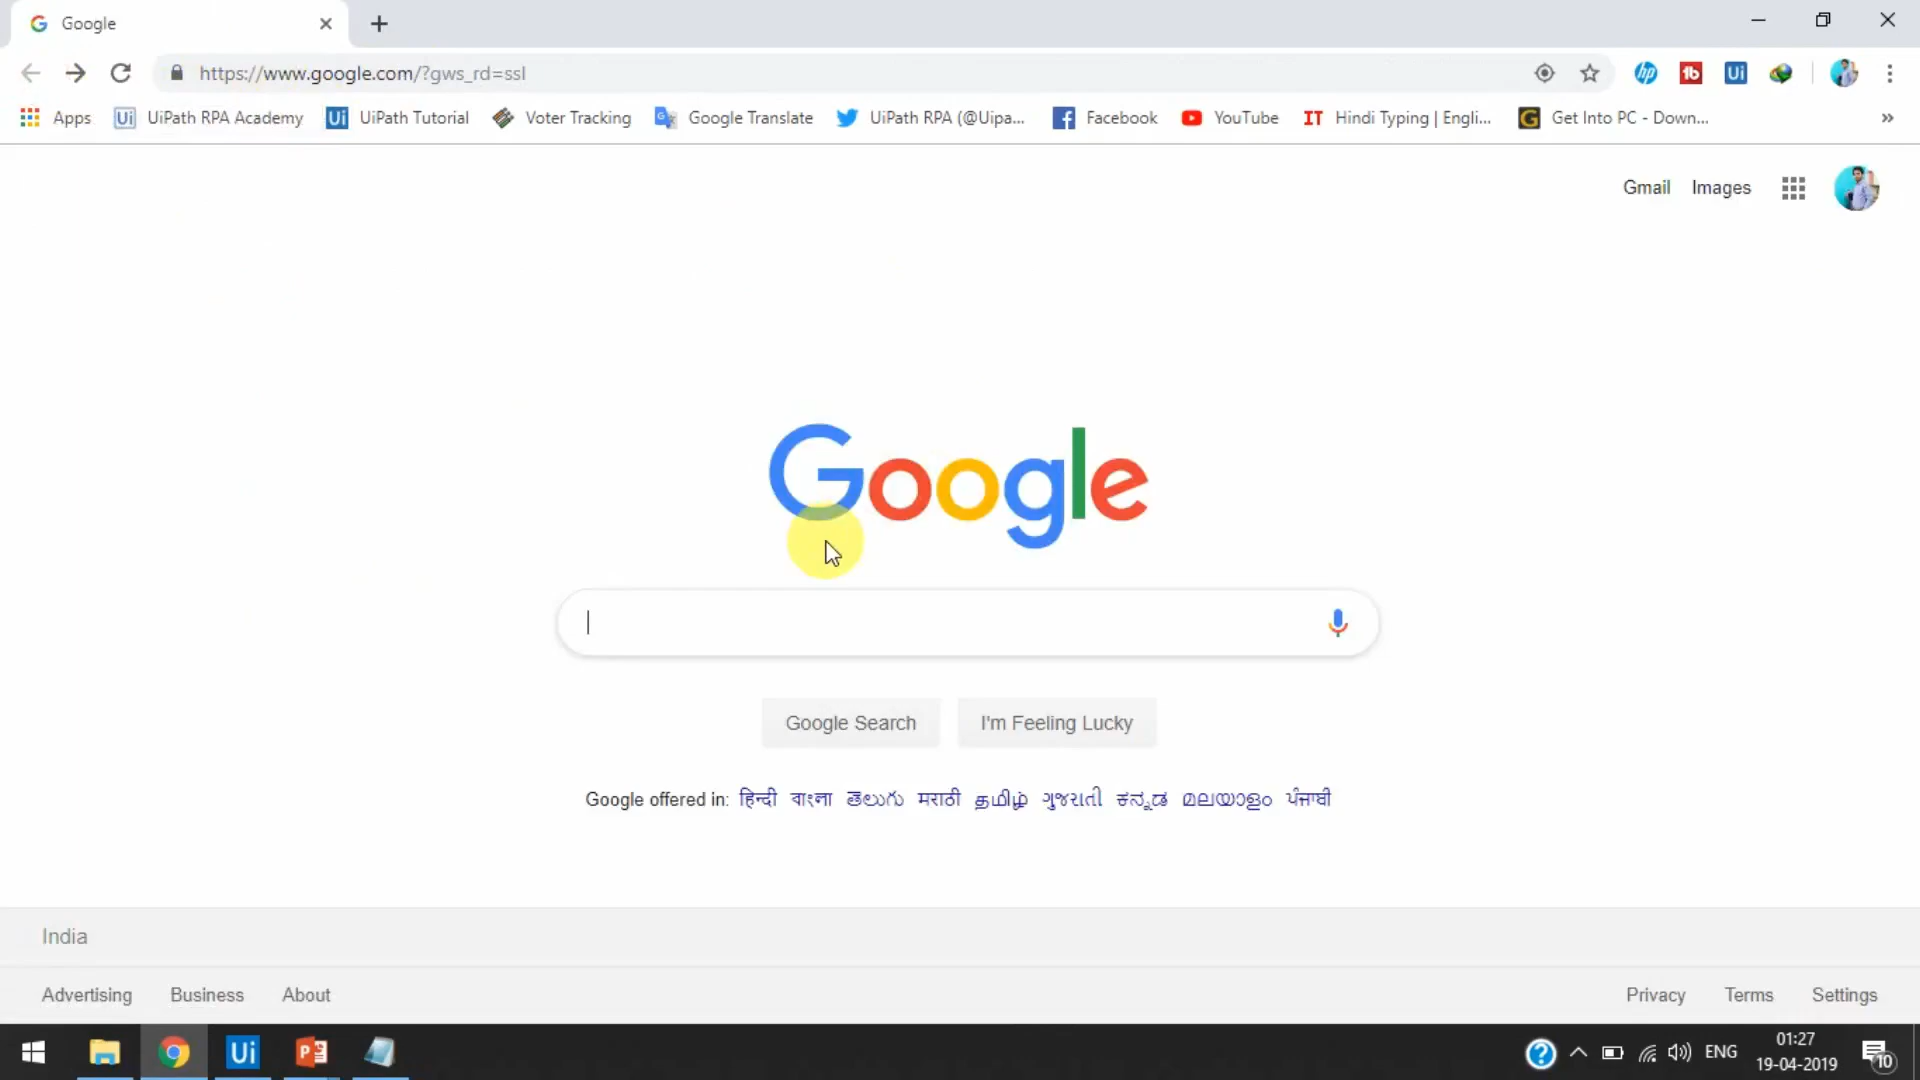 Google
https://www.google.com/?gws_rd=ssl
Apps UiPath RPA Academy UiPath Tutorial Voter Tracking Google Translate UiPath RPA (@Uipa... Facebook YouTube IT Hindi Typing | Engli... Get Into PC - Down... »
Gmail Images
Google
Google Search I'm Feeling Lucky
Google offered in: हिन्दी বাংলা తెలుగు मराठी தமிழ் ગુજરાતી ಕನ್ನಡ മലയാളം ਪੰਜਾਬੀ
India
Advertising Business About Privacy Terms Settings
Ui ENG 01:27
19-04-2019 10